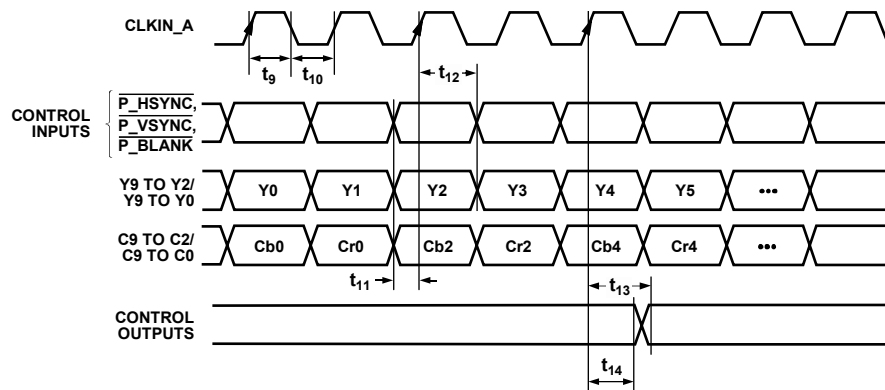 CLKIN_A
t9
t10
t12
CONTROL
INPUTS
P_HSYNC,
P_VSYNC,
P_BLANK
Y9 TO Y2/
Y9 TO Y0
Y0 Y1 Y2 Y3 Y4 Y5 •••
C9 TO C2/
C9 TO C0
Cb0 Cr0 Cb2 Cr2 Cb4 Cr4 •••
t11
t13
CONTROL
OUTPUTS
t14